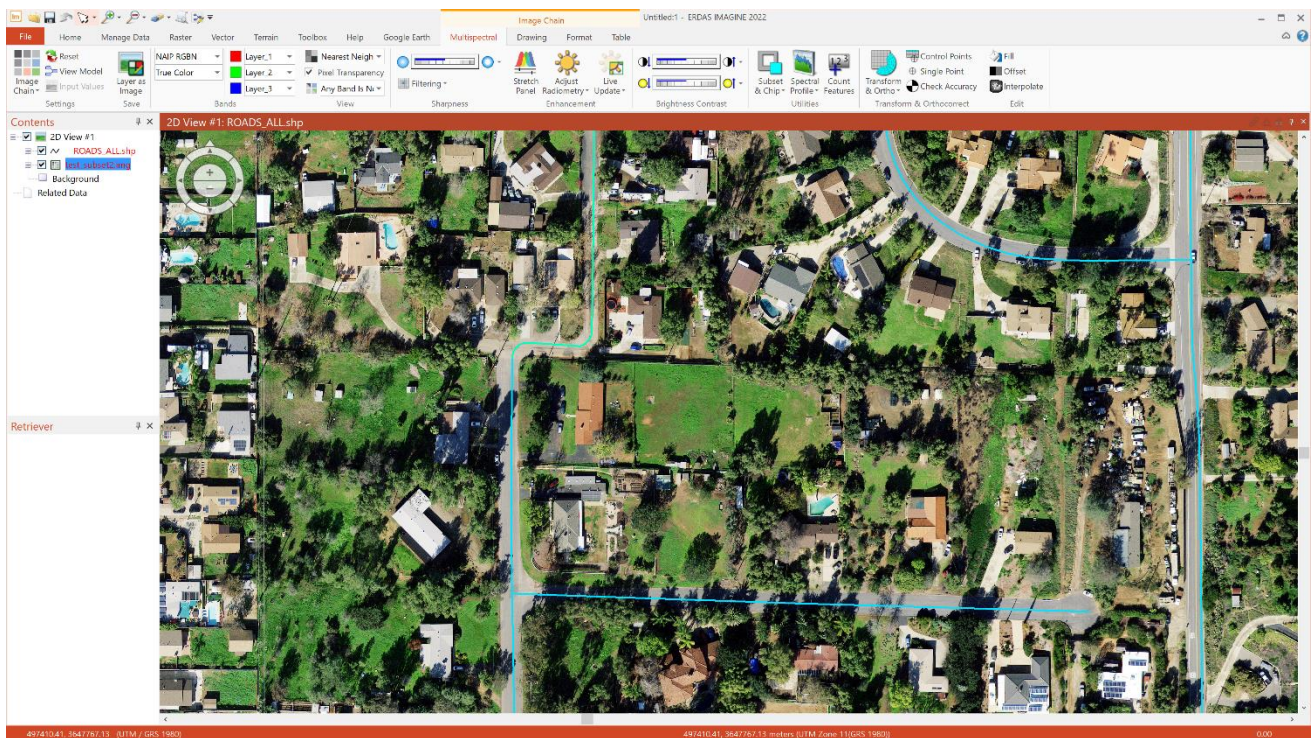 Image Chain
Untitled:1 - ERDAS IMAGINE 2022
File Home Manage Data Raster Vector Terrain Toolbox Help Google Earth Multispectral Drawing Format Table
Image Chain
Reset
View Model
Input Values
Settings
Layer as Image
Save
NAIP RGBN
True Color
Layer_1
Layer_2
Layer_3
Bands
Nearest Neigh
Pixel Transparency
Any Band Is N
View
Filtering
Sharpness
Stretch Panel
Adjust Radiometry
Live Update
Enhancement
Brightness Contrast
Subset & Chip
Spectral Profile
Count Features
Utilities
Transform & Ortho
Control Points
Single Point
Check Accuracy
Transform & Orthocorrect
Fill
Offset
Interpolate
Edit
Contents
2D View #1
ROADS_ALL.shp
test_subset2.img
Background
Related Data
Retriever
2D View #1: ROADS_ALL.shp
497410.41, 3647767.13 (UTM / GRS 1980)
497410.41, 3647767.13 meters (UTM Zone 11(GRS 1980))
0.00